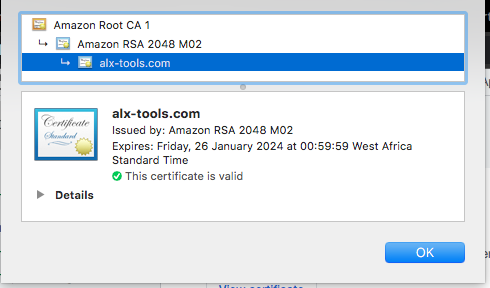 Amazon Root CA 1
Amazon RSA 2048 M02
alx-tools.com
Certificate
Standard
alx-tools.com
Issued by: Amazon RSA 2048 M02
Expires: Friday, 26 January 2024 at 00:59:59 West Africa
Standard Time
This certificate is valid
Details
OK
View certificate